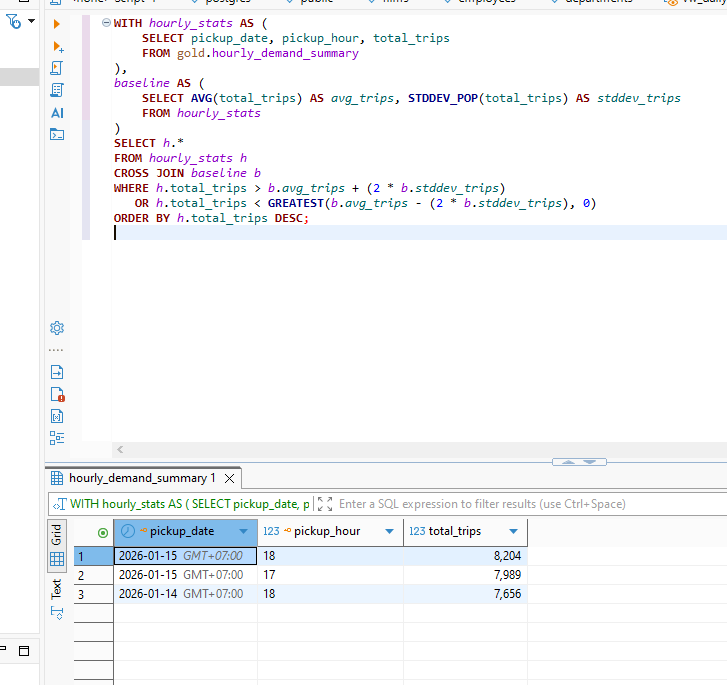 WITH hourly_stats AS (
SELECT pickup_date, pickup_hour, total_trips
FROM gold.hourly_demand_summary
),
baseline AS (
SELECT AVG(total_trips) AS avg_trips, STDDEV_POP(total_trips) AS stddev_trips
FROM hourly_stats
)
SELECT h.*
FROM hourly_stats h
CROSS JOIN baseline b
WHERE h.total_trips > b.avg_trips + (2 * b.stddev_trips)
OR h.total_trips < GREATEST(b.avg_trips - (2 * b.stddev_trips), 0)
ORDER BY h.total_trips DESC;
AI
hourly_demand_summary 1
WITH hourly_stats AS ( SELECT pickup_date, p
Enter a SQL expression to filter results (use Ctrl+Space)
Grid
Text
pickup_date 123 pickup_hour 123 total_trips
1 2026-01-15 GMT+07:00 18 8,204
2 2026-01-15 GMT+07:00 17 7,989
3 2026-01-14 GMT+07:00 18 7,656